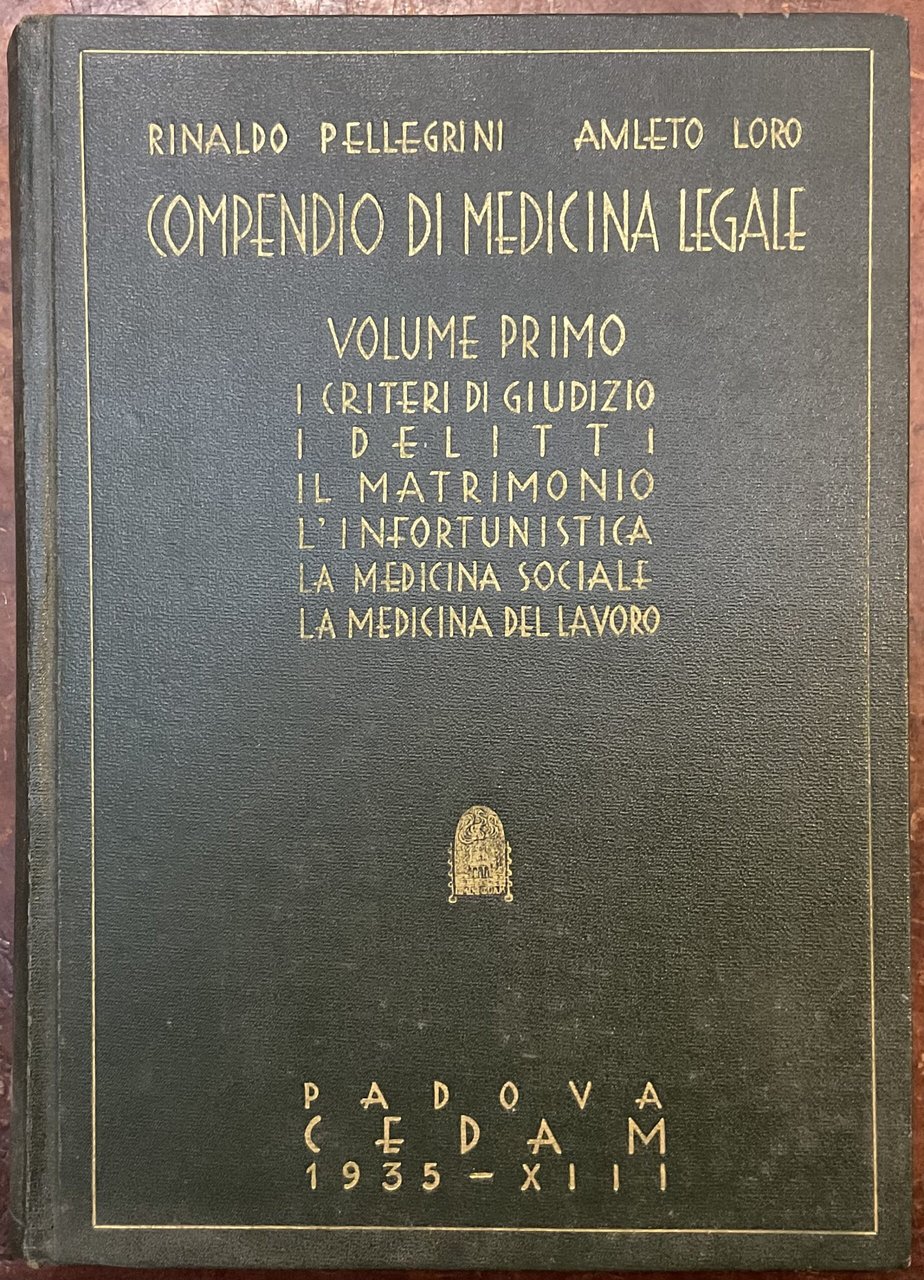 RINALDO PELLEGRINI AMLETO LORO
COMPENDIO DI MEDICINA LEGALE
VOLUME PRIMO
I CRITERI DI GIUDIZIO
I DELITTI
IL MATRIMONIO
L'INFORTUNISTICA
LA MEDICINA SOCIALE
LA MEDICINA DEL LAVORO
PADOVA
CEDAM
1935-XIII